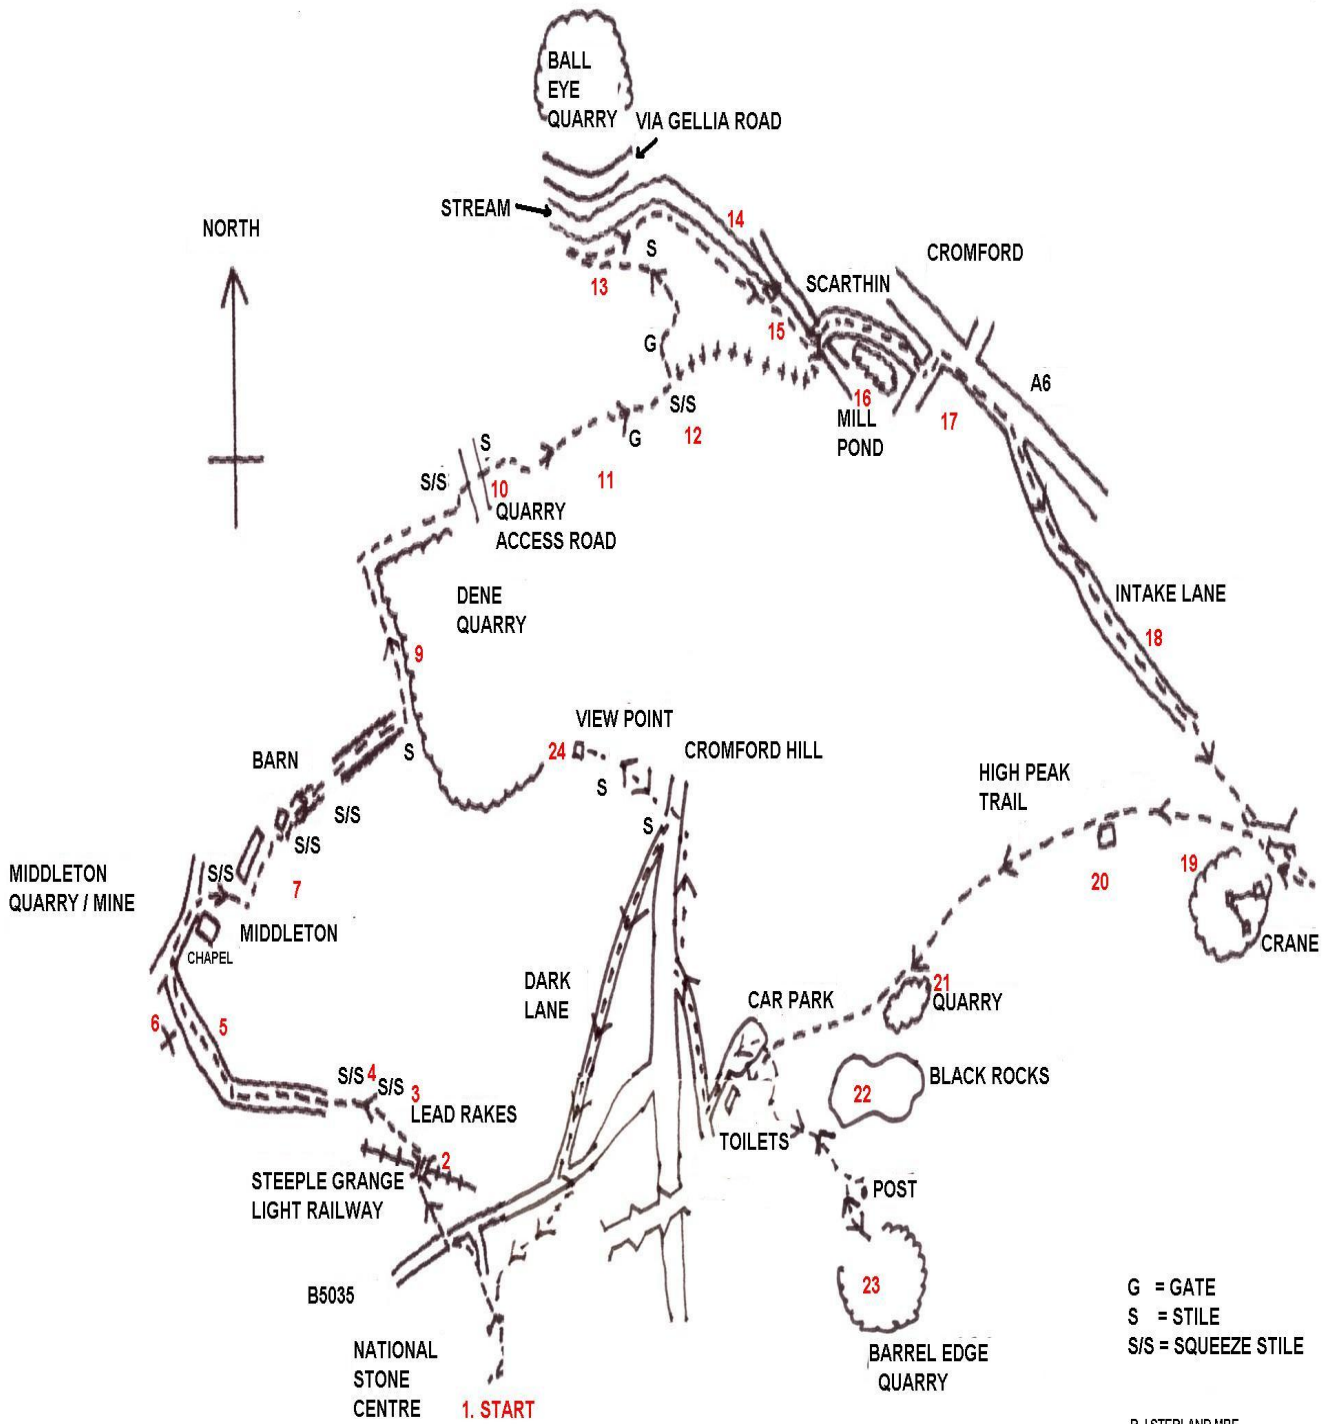 BALL
EYE
QUARRY
VIA GELLIA ROAD
STREAM
NORTH
14
CROMFORD
S
13
SCARTHIN
15
G
A6
16
S/S
MILL
POND
17
12
G
S
S/S
10
11
QUARRY
ACCESS ROAD
DENE
QUARRY
INTAKE LANE
18
9
VIEW POINT
24
CROMFORD HILL
S
BARN
S
HIGH PEAK
TRAIL
S/S
S/S
S
19
20
MIDDLETON
QUARRY / MINE
S/S
7
MIDDLETON
CHAPEL
CRANE
DARK
LANE
CAR PARK
21
QUARRY
6
5
S/S
4
S/S
3
LEAD RAKES
22
BLACK ROCKS
TOILETS
2
STEEPLE GRANGE
LIGHT RAILWAY
POST
B5035
23
G = GATE
S = STILE
S/S = SQUEEZE STILE
NATIONAL
STONE
CENTRE
1. START
BARREL EDGE
QUARRY